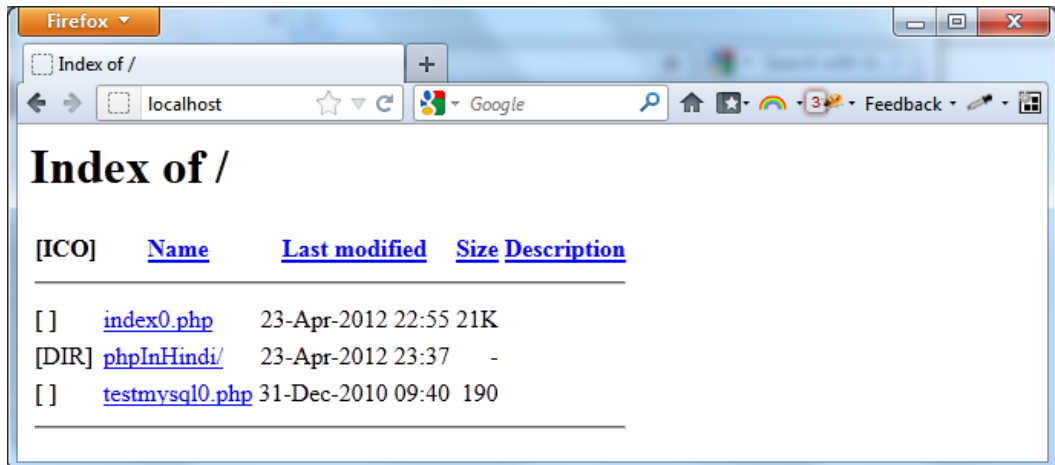 Firefox
Index of /
localhost Google 3 Feedback
Index of /
[ICO] Name Last modified Size Description
[ ] index0.php 23-Apr-2012 22:55 21K
[DIR] phpInHindi/ 23-Apr-2012 23:37 -
[ ] testmysql0.php 31-Dec-2010 09:40 190